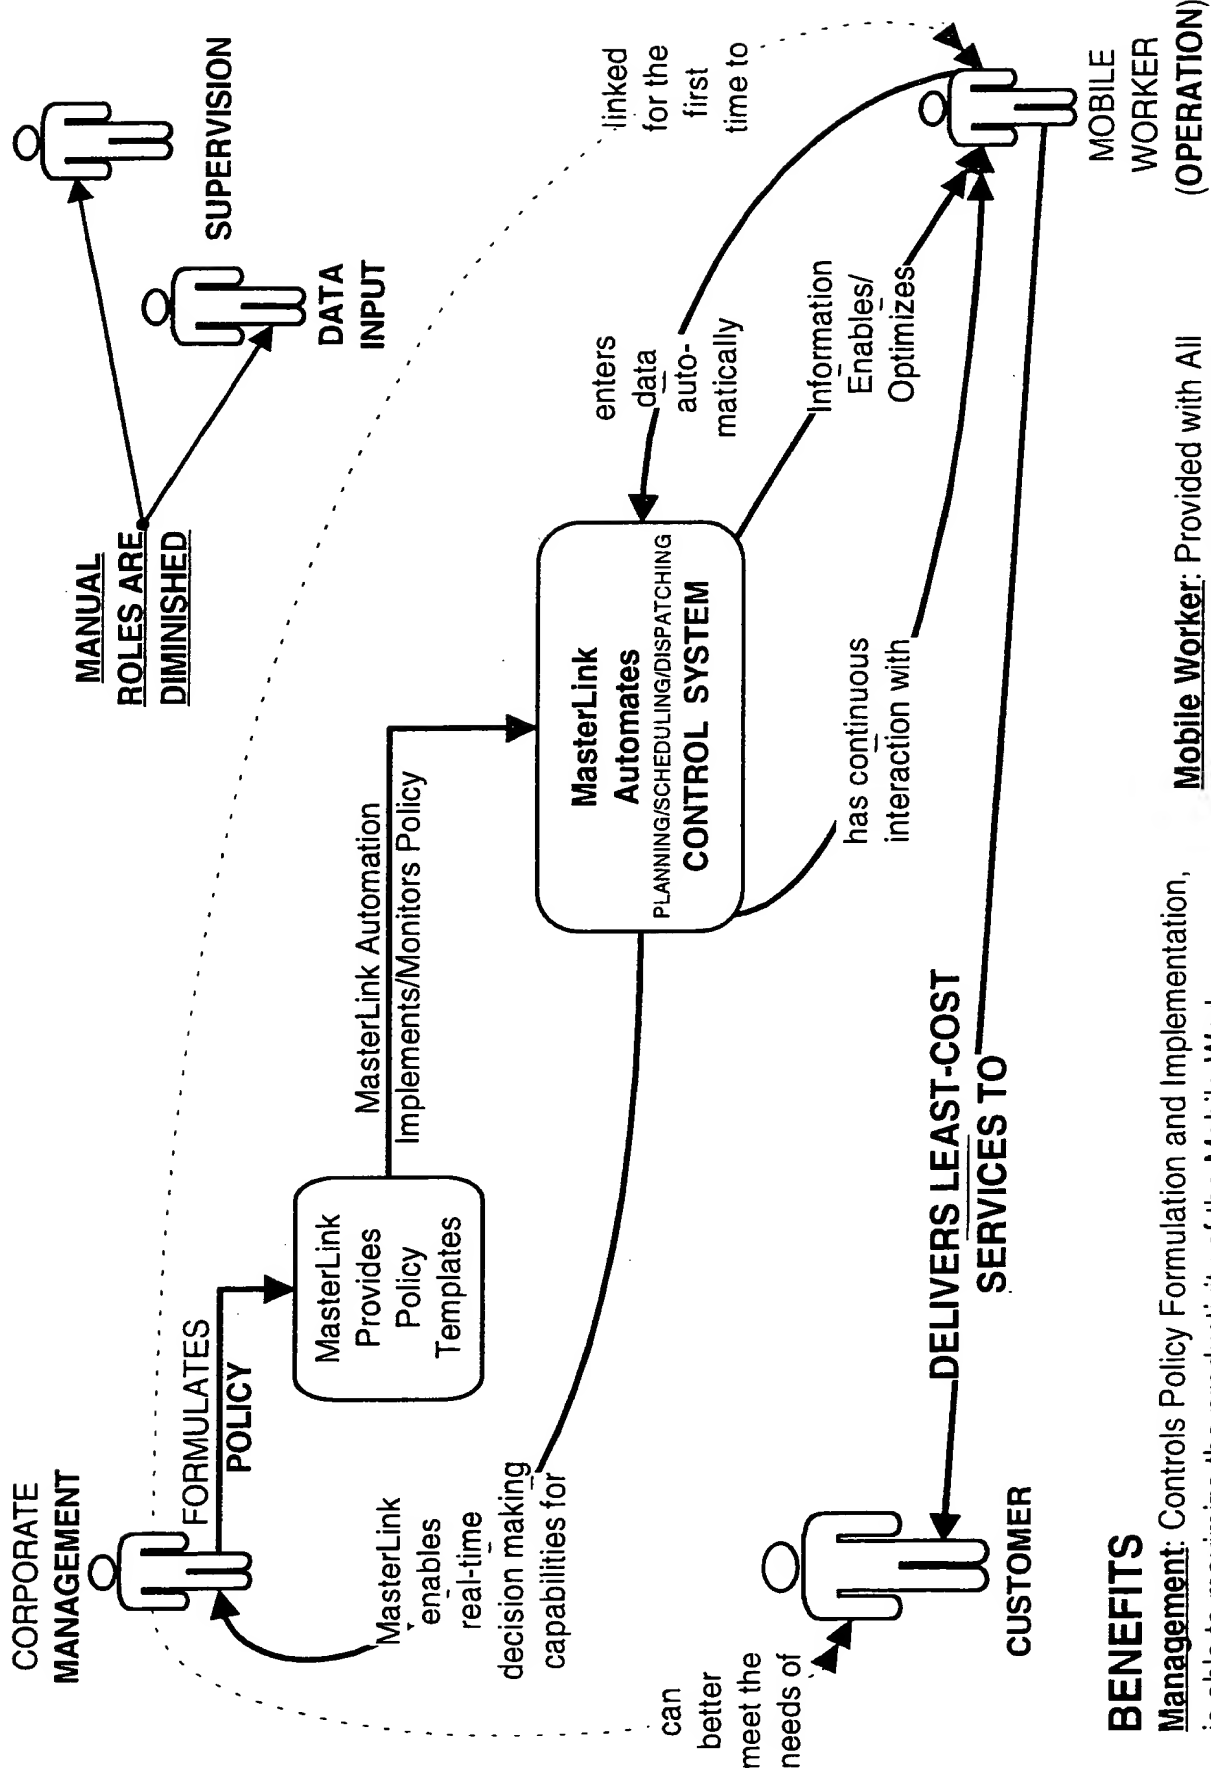 CORPORATE
MANAGEMENT
FORMULATES
POLICY
MasterLink
Provides
Policy
Templates
MasterLink Automation
Implements/Monitors Policy
MANUAL
ROLES ARE
DIMINISHED
SUPERVISION
DATA
INPUT
MasterLink
enables
real-time
decision making
capabilities for
MasterLink
Automates
PLANNING/SCHEDULING/DISPATCHING
CONTROL SYSTEM
enters
data
auto-
matically
linked
for the
first
time to
Information
Enables/
Optimizes
has continuous
interaction with
can
better
meet the
needs of
CUSTOMER
DELIVERS LEAST-COST
SERVICES TO
MOBILE
WORKER
(OPERATION)
BENEFITS
Management: Controls Policy Formulation and Implementation,
Mobile Worker: Provided with All